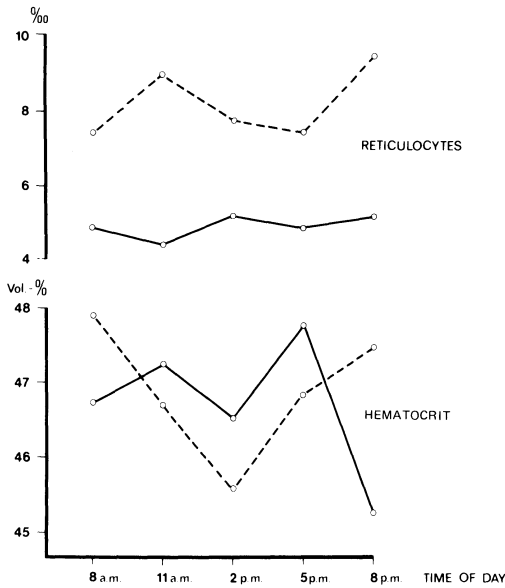 ‰
10
8
RETICULOCYTES
6
4
Vol.-%
48
47
HEMATOCRIT
46
45
8 a.m. 11 a.m. 2 p.m. 5 p.m. 8 p.m. TIME OF DAY